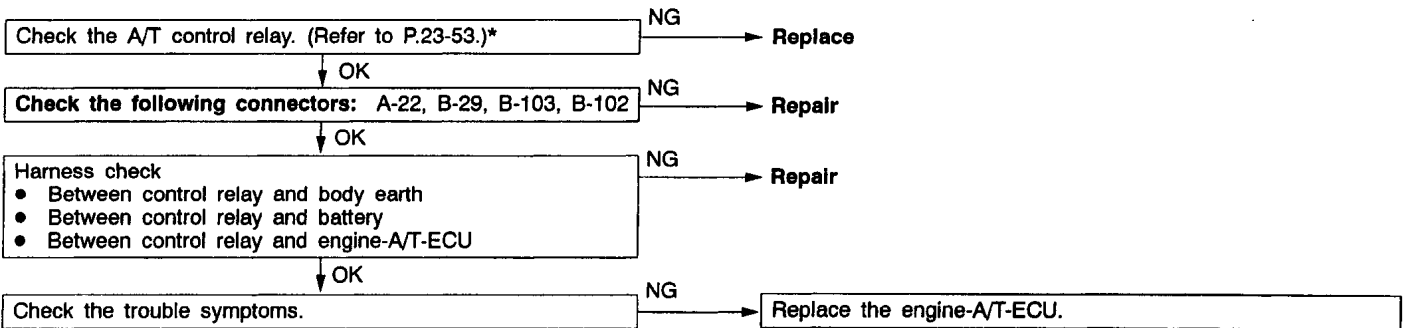 NG
Check the A/T control relay. (Refer to P.23-53.)*
Replace
OK
NG
Check the following connectors: A-22, B-29, B-103, B-102
Repair
OK
NG
Harness check
Repair
● Between control relay and body earth
● Between control relay and battery
● Between control relay and engine-A/T-ECU
OK
NG
Check the trouble symptoms.
Replace the engine-A/T-ECU.